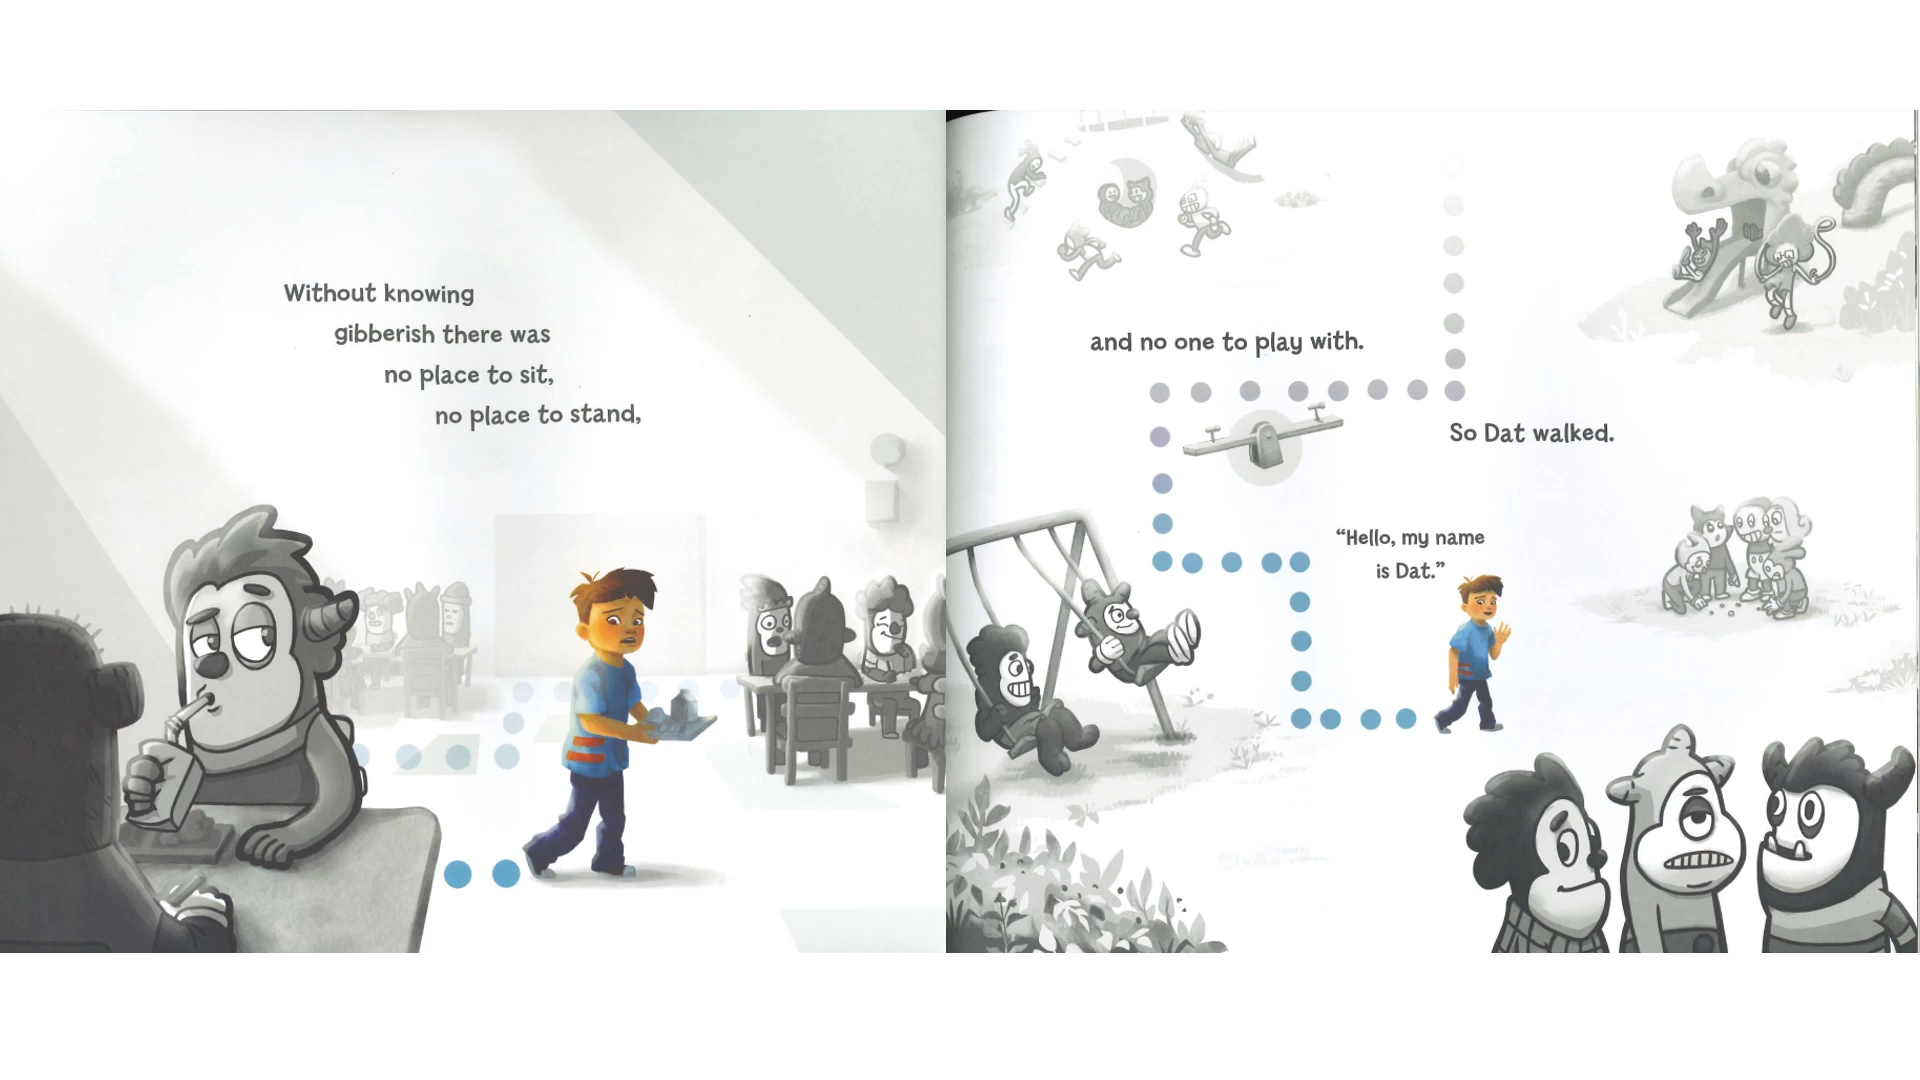 Without knowing
gibberish there was
no place to sit,
no place to stand,
and no one to play with.
So Dat walked.
“Hello, my name
is Dat.”